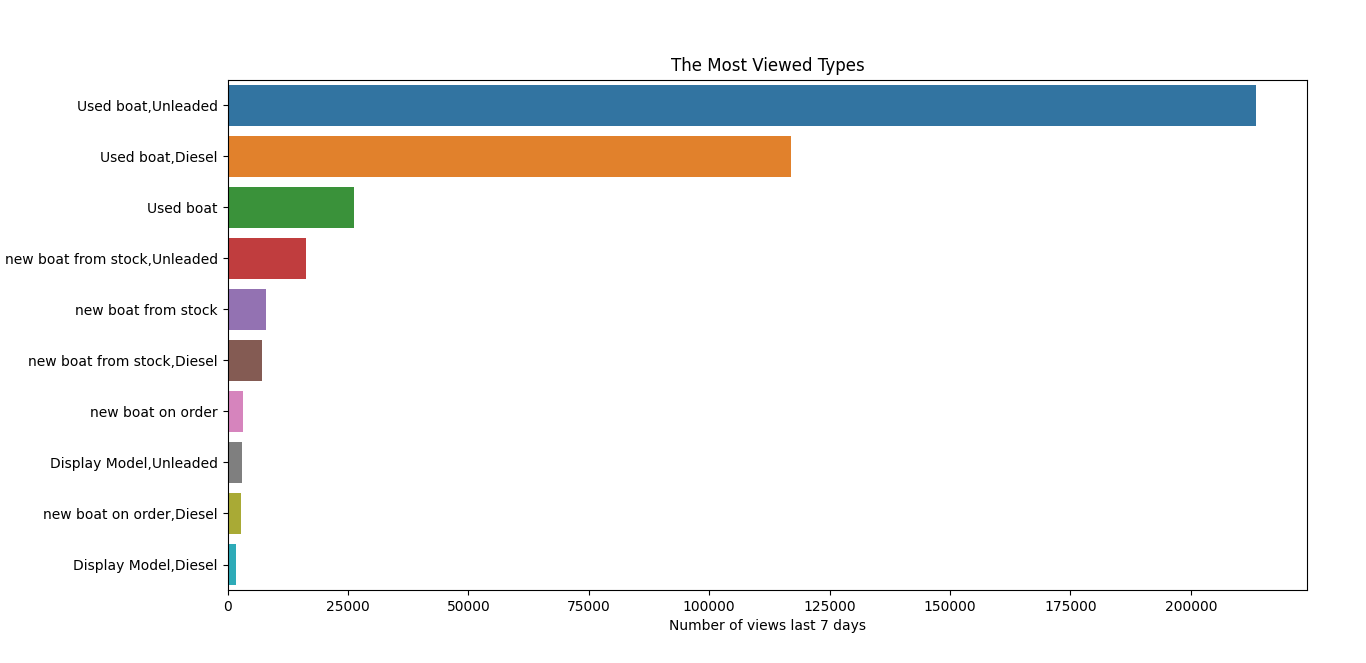 The Most Viewed Types
Used boat,Unleaded
Used boat,Diesel
Used boat
new boat from stock,Unleaded
new boat from stock
new boat from stock,Diesel
new boat on order
Display Model,Unleaded
new boat on order,Diesel
Display Model,Diesel
0 25000 50000 75000 100000 125000 150000 175000 200000
Number of views last 7 days